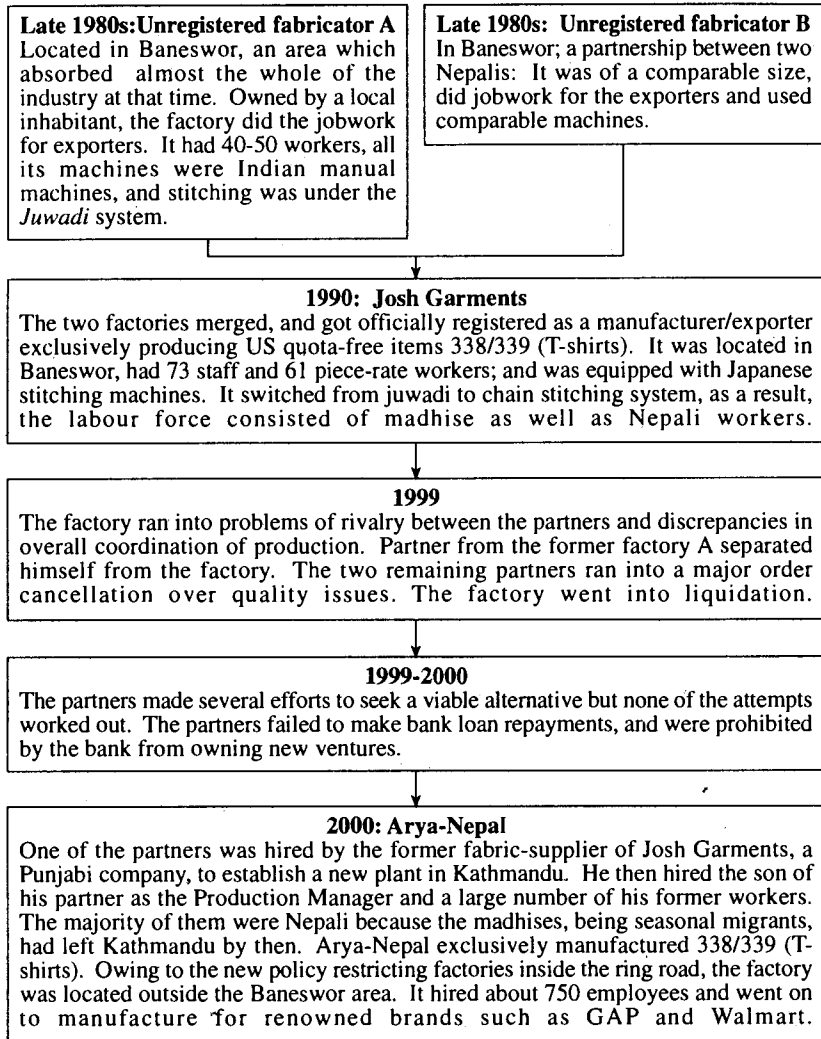 Late 1980s:Unregistered fabricator A
Located in Baneswor, an area which
absorbed almost the whole of the
industry at that time. Owned by a local
inhabitant, the factory did the jobwork
for exporters. It had 40-50 workers, all
its machines were Indian manual
machines, and stitching was under the
Juwadi system.
Late 1980s: Unregistered fabricator B
In Baneswor; a partnership between two
Nepalis: It was of a comparable size,
did jobwork for the exporters and used
comparable machines.
1990: Josh Garments
The two factories merged, and got officially registered as a manufacturer/exporter
exclusively producing US quota-free items 338/339 (T-shirts). It was located in
Baneswor, had 73 staff and 61 piece-rate workers; and was equipped with Japanese
stitching machines. It switched from juwadi to chain stitching system, as a result,
the labour force consisted of madhise as well as Nepali workers.
1999
The factory ran into problems of rivalry between the partners and discrepancies in
overall coordination of production. Partner from the former factory A separated
himself from the factory. The two remaining partners ran into a major order
cancellation over quality issues. The factory went into liquidation.
1999-2000
The partners made several efforts to seek a viable alternative but none of the attempts
worked out. The partners failed to make bank loan repayments, and were prohibited
by the bank from owning new ventures.
2000: Arya-Nepal
One of the partners was hired by the former fabric-supplier of Josh Garments, a
Punjabi company, to establish a new plant in Kathmandu. He then hired the son of
his partner as the Production Manager and a large number of his former workers.
The majority of them were Nepali because the madhises, being seasonal migrants,
had left Kathmandu by then. Arya-Nepal exclusively manufactured 338/339 (T-
shirts). Owing to the new policy restricting factories inside the ring road, the factory
was located outside the Baneswor area. It hired about 750 employees and went on
to manufacture for renowned brands such as GAP and Walmart.